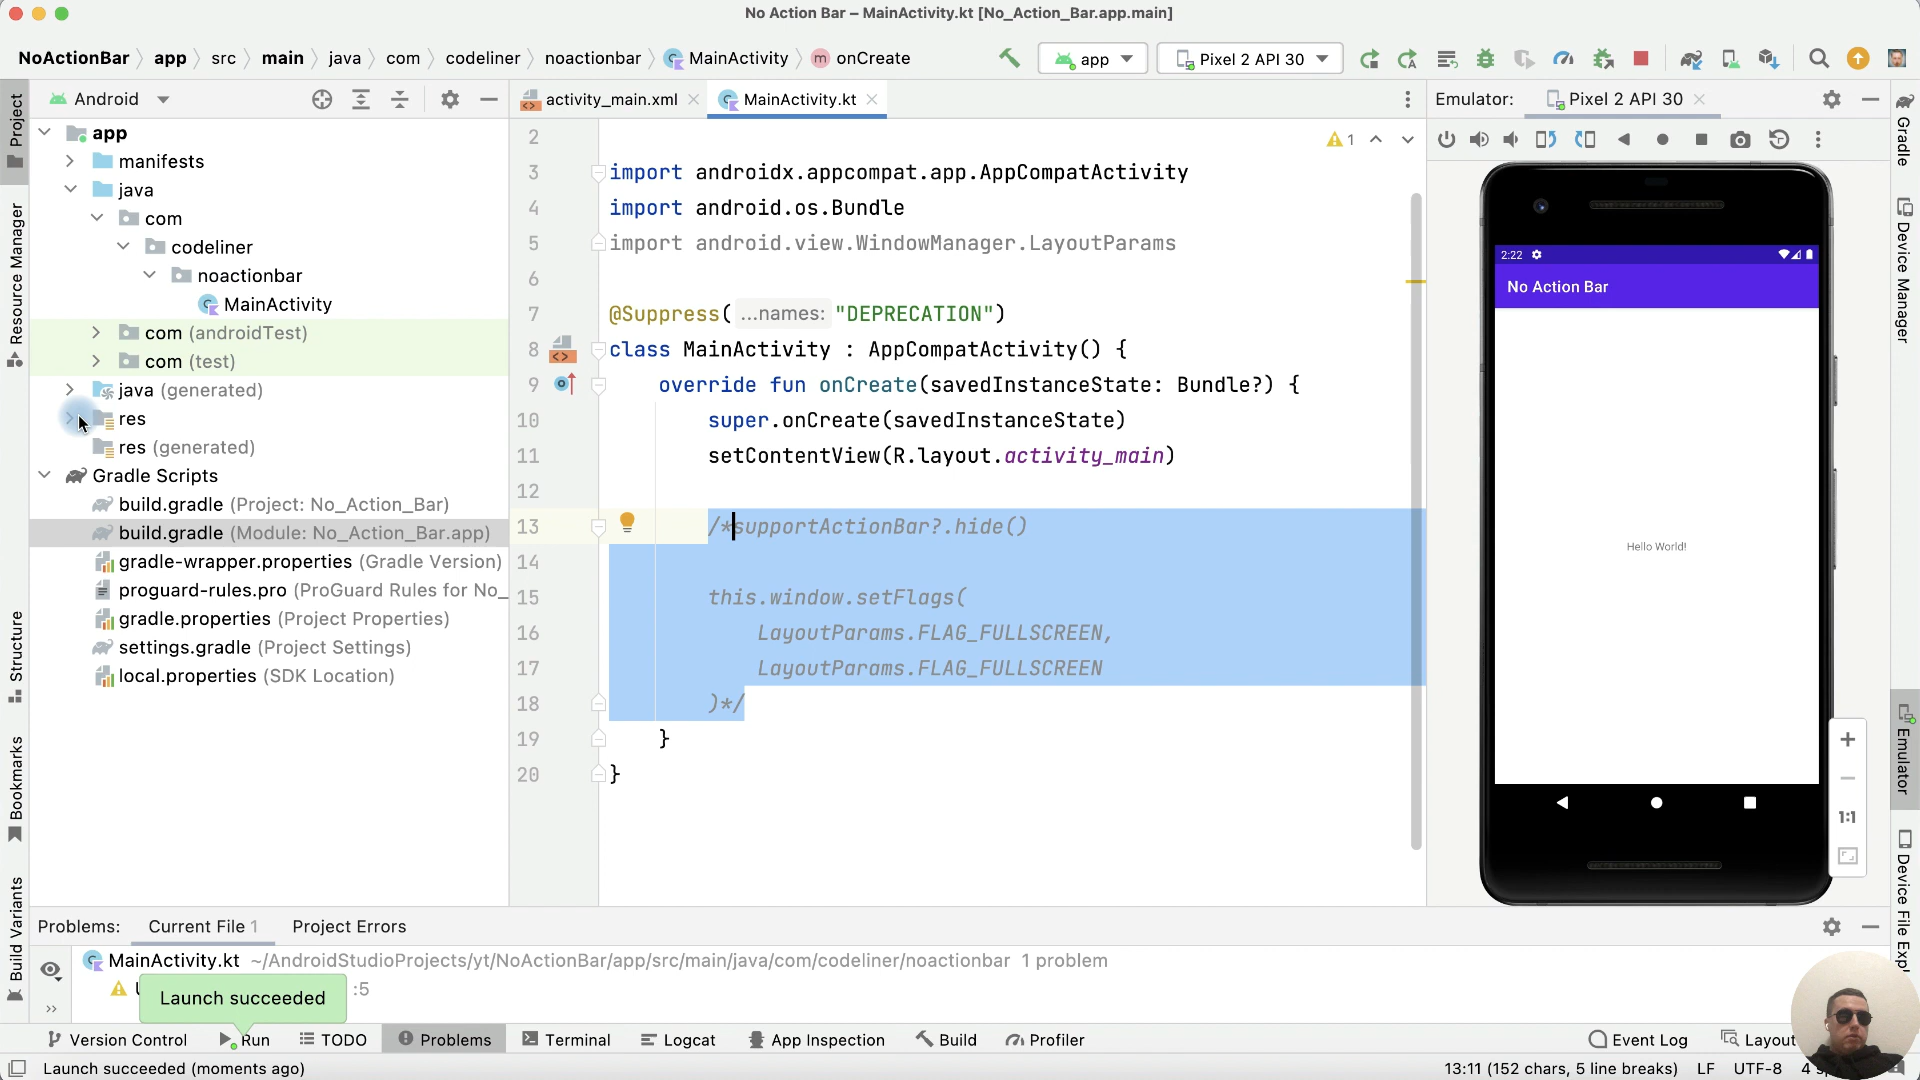 No Action Bar – MainActivity.kt [No_Action_Bar.app.main]
NoActionBar app src main java com codeliner noactionbar MainActivity m onCreate
app
Pixel 2 API 30
Android
activity_main.xml
MainActivity.kt
Emulator:
Pixel 2 API 30
Project
Resource Manager
Structure
Bookmarks
Build Variants
app
manifests
java
com
codeliner
noactionbar
MainActivity
com (androidTest)
com (test)
java (generated)
res
res (generated)
Gradle Scripts
build.gradle (Project: No_Action_Bar)
build.gradle (Module: No_Action_Bar.app)
gradle-wrapper.properties (Gradle Version)
proguard-rules.pro (ProGuard Rules for No_
gradle.properties (Project Properties)
settings.gradle (Project Settings)
local.properties (SDK Location)
1
2
3 import androidx.appcompat.app.AppCompatActivity
4 import android.os.Bundle
5 import android.view.WindowManager.LayoutParams
6
7 @Suppress( ...names: "DEPRECATION")
8 class MainActivity : AppCompatActivity() {
9 override fun onCreate(savedInstanceState: Bundle?) {
10 super.onCreate(savedInstanceState)
11 setContentView(R.layout.activity_main)
12
13 /*supportActionBar?.hide()
14
15 this.window.setFlags(
16 LayoutParams.FLAG_FULLSCREEN,
17 LayoutParams.FLAG_FULLSCREEN
18 )*/
19 }
20 }
2:22
No Action Bar
Hello World!
1:1
Gradle
Device Manager
Emulator
Device File Expl
Problems: Current File 1 Project Errors
MainActivity.kt ~/AndroidStudioProjects/yt/NoActionBar/app/src/main/java/com/codeliner/noactionbar 1 problem
:5
Launch succeeded
Version Control Run TODO Problems Terminal Logcat App Inspection Build Profiler Event Log Layou
Launch succeeded (moments ago)
13:11 (152 chars, 5 line breaks) LF UTF-8 4